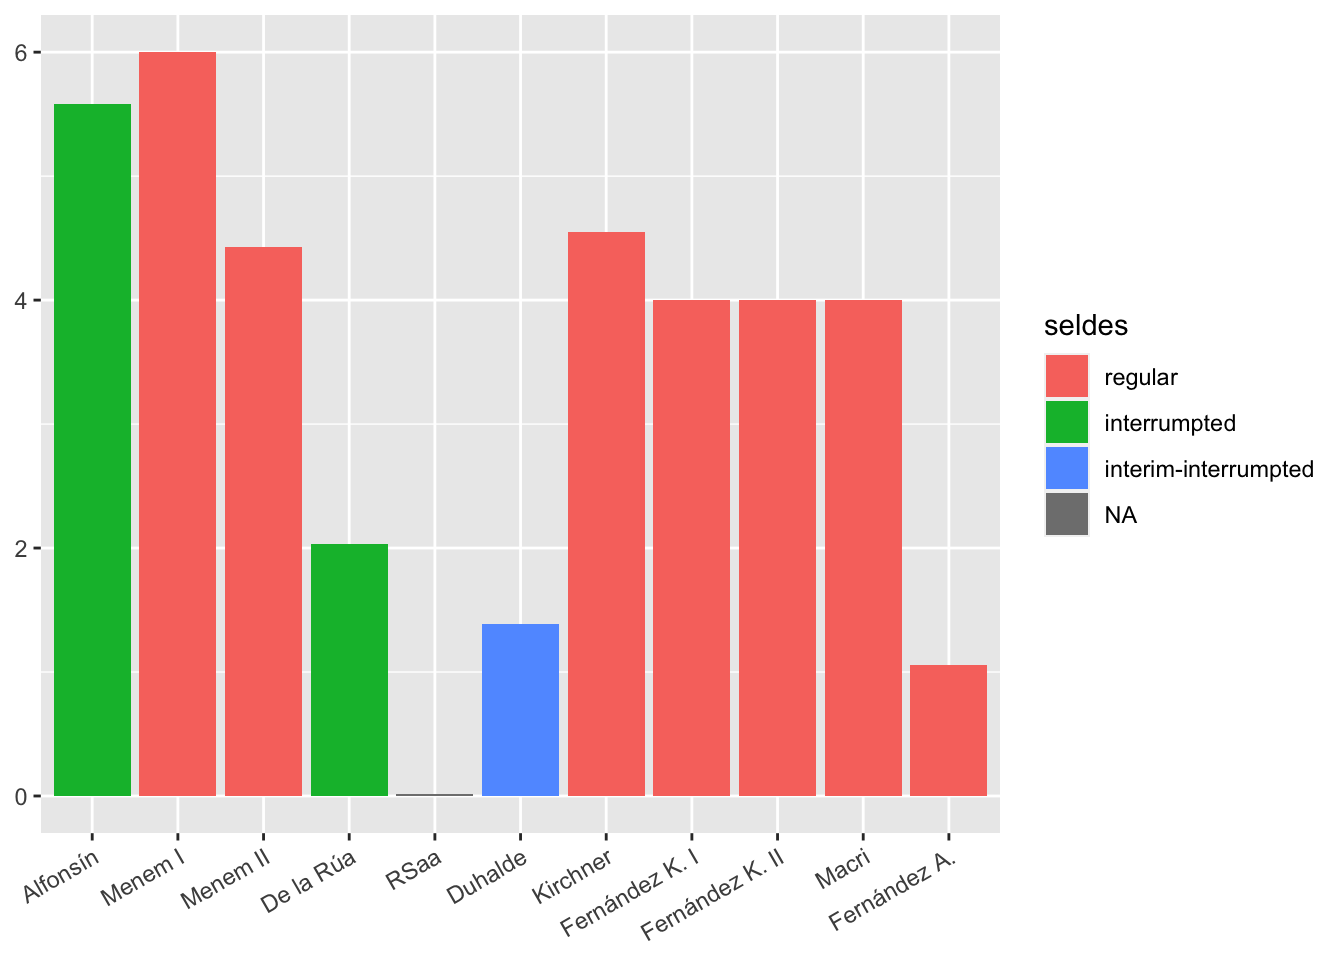 6
4
2
0
Alfonsín
Menem I
Menem II
De la Rúa
RSaa
Duhalde
Kirchner
Fernández K. I
Fernández K. II
Macri
Fernández A.
seldes
regular
interrumpted
interim-interrumpted
NA